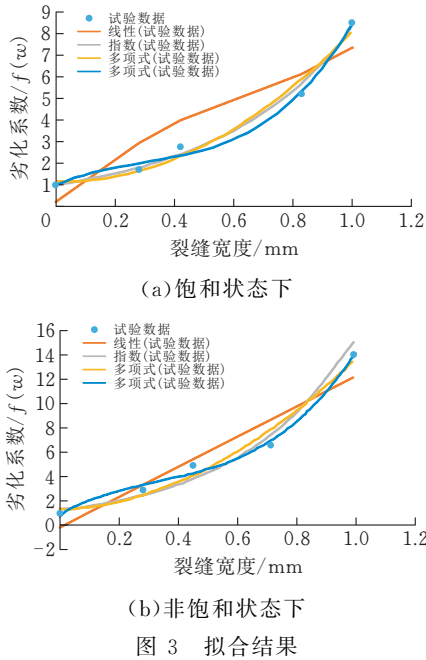 试验数据
线性(试验数据)
指数(试验数据)
多项式(试验数据)
多项式(试验数据)
劣化系数/f(w)
9
8
7
6
5
4
3
2
1
0 0.2 0.4 0.6 0.8 1.0 1.2
裂缝宽度/mm
(a)饱和状态下
试验数据
线性(试验数据)
指数(试验数据)
多项式(试验数据)
多项式(试验数据)
劣化系数/f(w)
16
14
12
10
8
6
4
2
0
-2
0.2 0.4 0.6 0.8 1.0 1.2
裂缝宽度/mm
(b)非饱和状态下
图 3 拟合结果